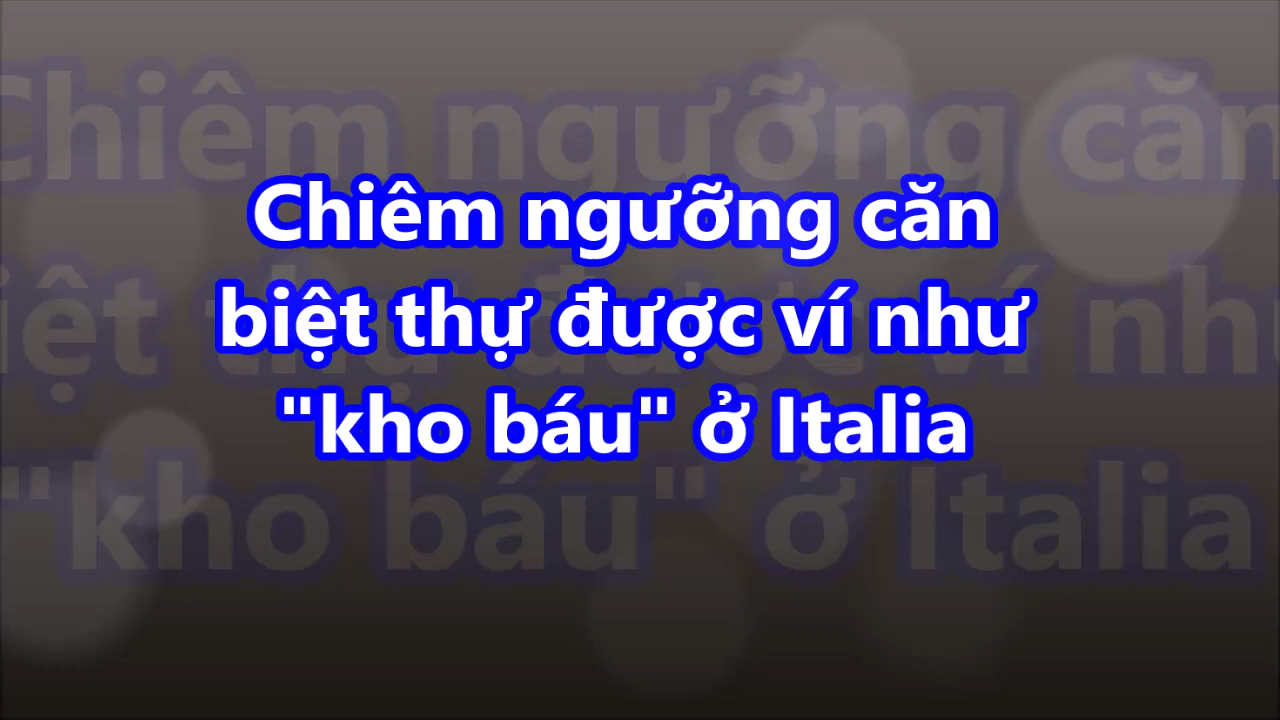 Chiêm ngưỡng căn
biệt thự được ví như
"kho báu" ở Italia